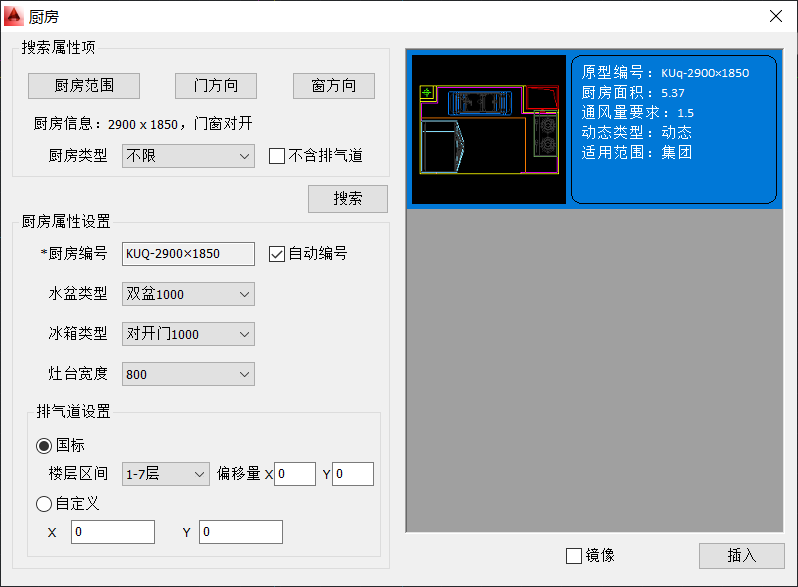 厨房
搜索属性项
厨房范围
门方向
窗方向
厨房信息：2900 x 1850，门窗对开
厨房类型 不限 不含排气道
搜索
厨房属性设置
*厨房编号 KUQ-2900×1850 自动编号
水盆类型 双盆1000
冰箱类型 对开门1000
灶台宽度 800
排气道设置
国标
楼层区间 1-7层 偏移量 X 0 Y 0
自定义
X 0 Y 0
原型编号：KUq-2900×1850
厨房面积：5.37
通风量要求：1.5
动态类型：动态
适用范围：集团
镜像
插入